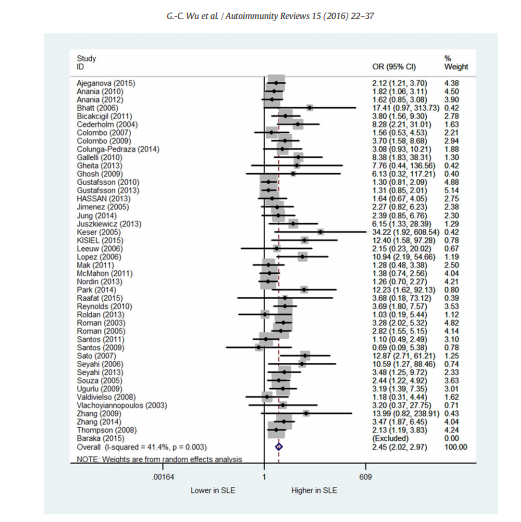 G.-C. Wu et al. / Autoimmunity Reviews 15 (2016) 22–37
Study %
ID OR (95% CI) Weight
Ajeganova (2015) 2.12 (1.21, 3.70) 4.38
Anania (2010) 1.82 (1.06, 3.11) 4.50
Anania (2012) 1.62 (0.85, 3.08) 3.90
Bhatt (2006) 17.41 (0.97, 313.73) 0.42
Bicakcigil (2011) 3.80 (1.56, 9.30) 2.78
Cederholm (2004) 8.28 (2.21, 31.01) 1.63
Colombo (2007) 1.56 (0.53, 4.53) 2.21
Colombo (2009) 3.70 (1.58, 6.68) 2.94
Colunga-Pedraza (2014) 3.08 (0.93, 10.21) 1.88
Gallelli (2010) 8.38 (1.83, 38.31) 1.30
Gheita (2013) 7.76 (0.44, 136.56) 0.42
Ghosh (2009) 6.13 (0.32, 117.21) 0.40
Gustafsson (2010) 1.30 (0.81, 2.09) 4.88
Gustafsson (2013) 1.31 (0.85, 2.01) 5.14
HASSAN (2013) 1.64 (0.67, 4.05) 2.75
Jimenez (2005) 2.27 (0.82, 6.23) 2.38
Jung (2014) 2.39 (0.85, 6.76) 2.30
Juszkiewicz (2013) 6.15 (1.33, 28.39) 1.29
Keser (2005) 34.22 (1.92, 608.54) 0.42
KISIEL (2015) 12.40 (1.58, 97.28) 0.78
Leeuw (2006) 2.15 (0.23, 20.02) 0.67
Lopez (2006) 10.94 (2.19, 54.66) 1.19
Mak (2011) 1.28 (0.48, 3.38) 2.50
McMahon (2011) 1.38 (0.74, 2.56) 4.04
Nordin (2013) 1.26 (0.70, 2.27) 4.21
Park (2014) 12.23 (1.62, 92.13) 0.80
Raafat (2015) 3.68 (0.18, 73.12) 0.39
Reynolds (2010) 3.69 (1.80, 7.57) 3.53
Roldan (2013) 1.03 (0.19, 5.44) 1.12
Roman (2003) 3.28 (2.02, 5.32) 4.82
Roman (2005) 2.82 (1.55, 5.15) 4.14
Santos (2011) 1.10 (0.49, 2.49) 3.10
Santos (2009) 0.69 (0.09, 5.38) 0.78
Sato (2007) 12.87 (2.71, 61.21) 1.25
Seyahi (2006) 10.59 (1.27, 88.46) 0.74
Seyahi (2013) 3.48 (1.25, 9.72) 2.33
Souza (2005) 2.44 (1.22, 4.92) 3.63
Ugurlu (2009) 3.19 (1.39, 7.35) 3.01
Valdivielso (2008) 1.18 (0.31, 4.44) 1.62
Vlachoyiannopoulos (2003) 3.20 (0.37, 27.75) 0.71
Zhang (2009) 13.99 (0.82, 238.91) 0.43
Zhang (2014) 3.47 (1.87, 6.45) 4.04
Thompson (2008) 2.13 (1.19, 3.83) 4.24
Baraka (2015) (Excluded) 0.00
Overall (I-squared = 41.4%, p = 0.003) 2.45 (2.02, 2.97) 100.00
NOTE: Weights are from random effects analysis
.00164 1 609
Lower in SLE Higher in SLE